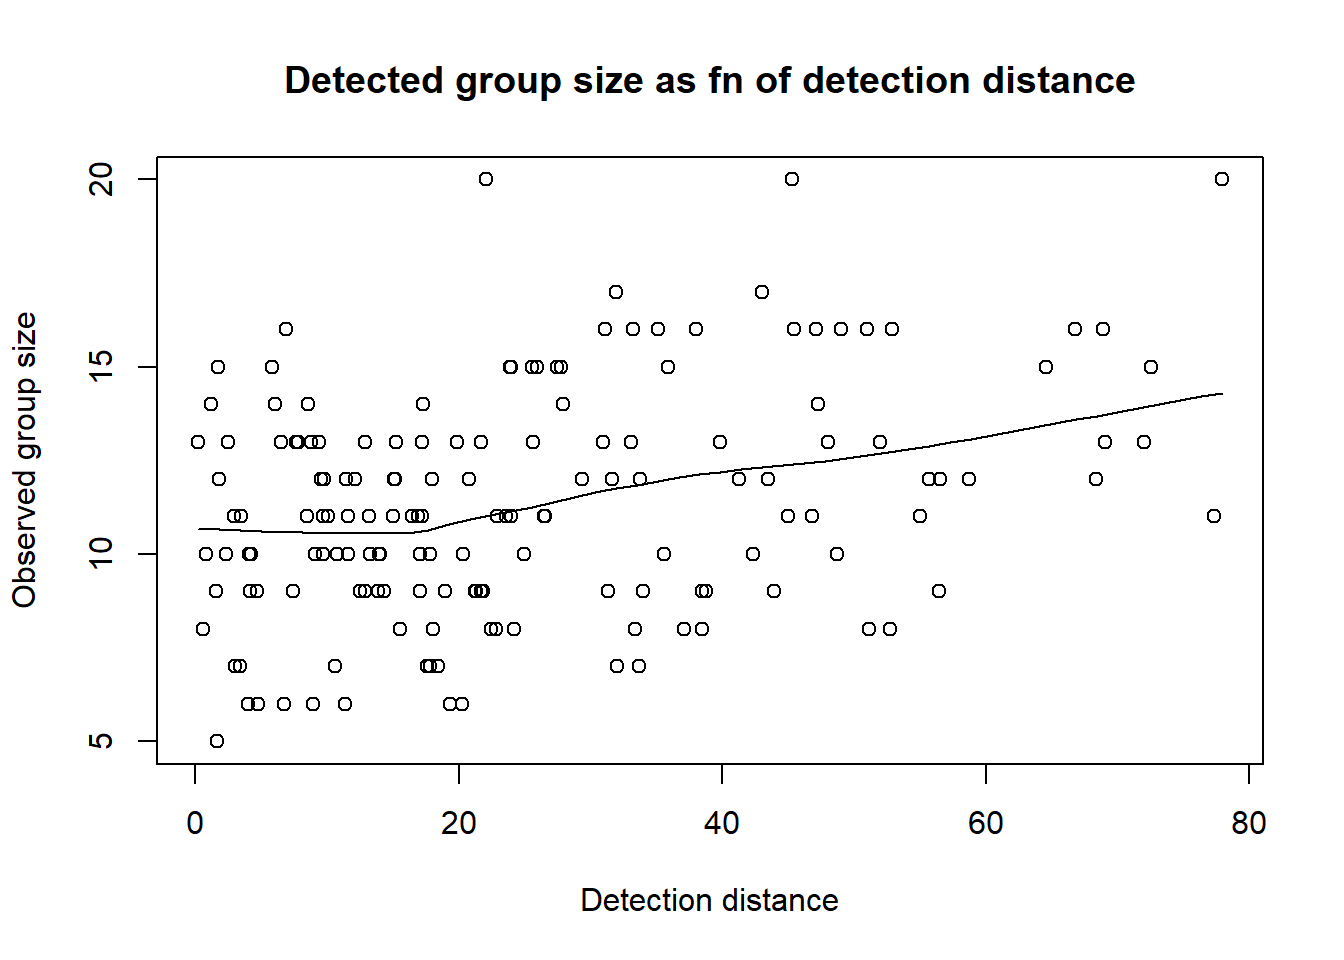 Detected group size as fn of detection distance
Observed group size
20
15
10
5
0 20 40 60 80
Detection distance